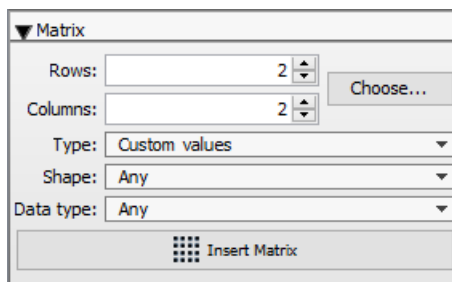 Matrix
Rows: 2
Choose...
Columns: 2
Type: Custom values
Shape: Any
Data type: Any
Insert Matrix